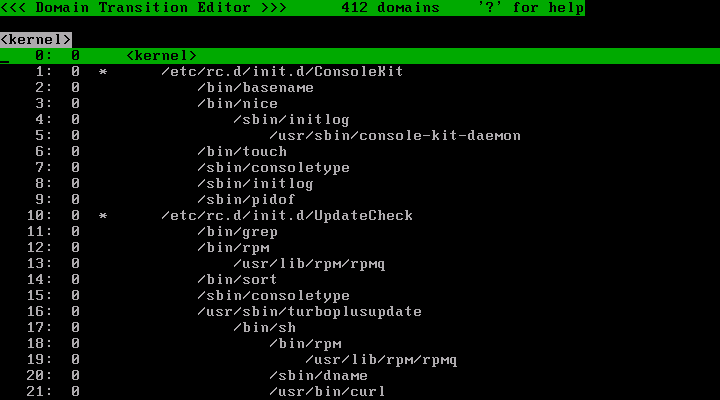 <<< Domain Transition Editor >>>      412 domains    '?' for help
<kernel>
0:  0     <kernel>
1:  0  *      /etc/rc.d/init.d/ConsoleKit
2:  0             /bin/basename
3:  0             /bin/nice
4:  0                 /sbin/initlog
5:  0                     /usr/sbin/console-kit-daemon
6:  0             /bin/touch
7:  0             /sbin/consoletype
8:  0             /sbin/initlog
9:  0             /sbin/pidof
10:  0  *      /etc/rc.d/init.d/UpdateCheck
11:  0             /bin/grep
12:  0             /bin/rpm
13:  0                 /usr/lib/rpm/rpmq
14:  0             /bin/sort
15:  0             /sbin/consoletype
16:  0             /usr/sbin/turboplusupdate
17:  0                 /bin/sh
18:  0                     /bin/rpm
19:  0                         /usr/lib/rpm/rpmq
20:  0                     /sbin/dname
21:  0                     /usr/bin/curl